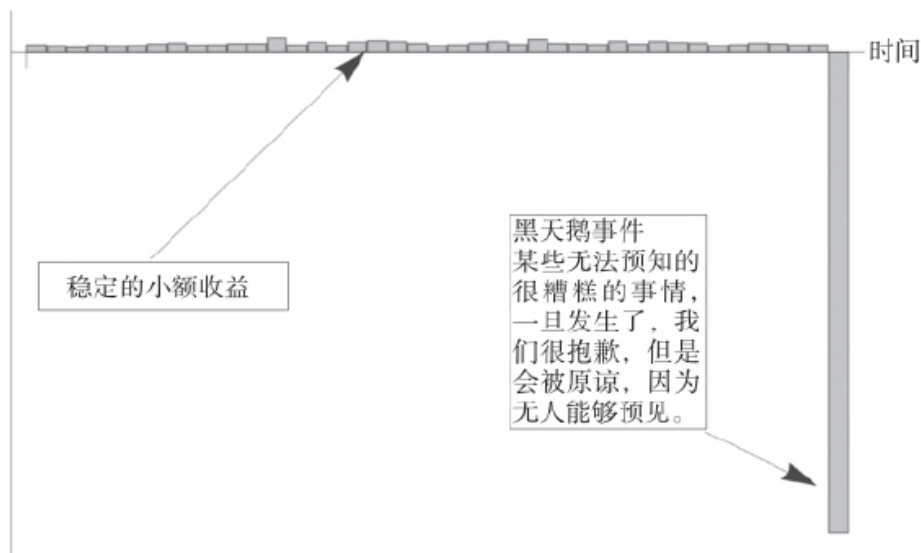 时间
稳定的小额收益
黑天鹅事件
某些无法预知的
很糟糕的事情，
一旦发生了，我
们很抱歉，但是
会被原谅，因为
无人能够预见。